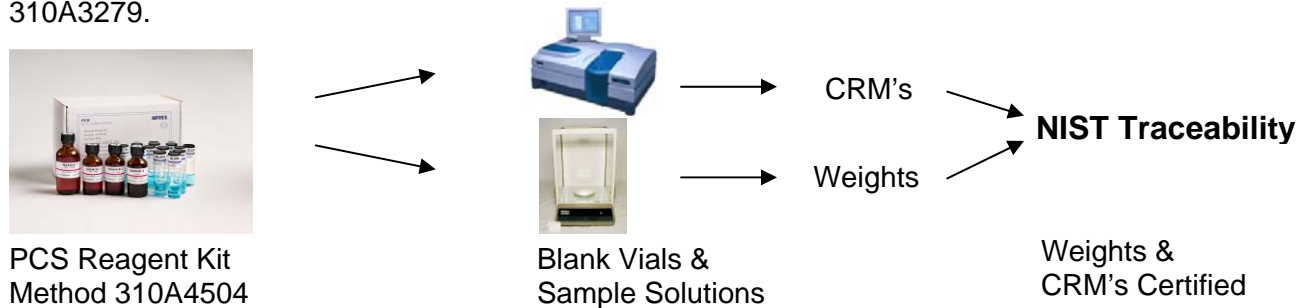 310A3279.
CRM's
NIST Traceability
Weights
PCS Reagent Kit
Method 310A4504
Blank Vials &
Sample Solutions
Weights &
CRM's Certified